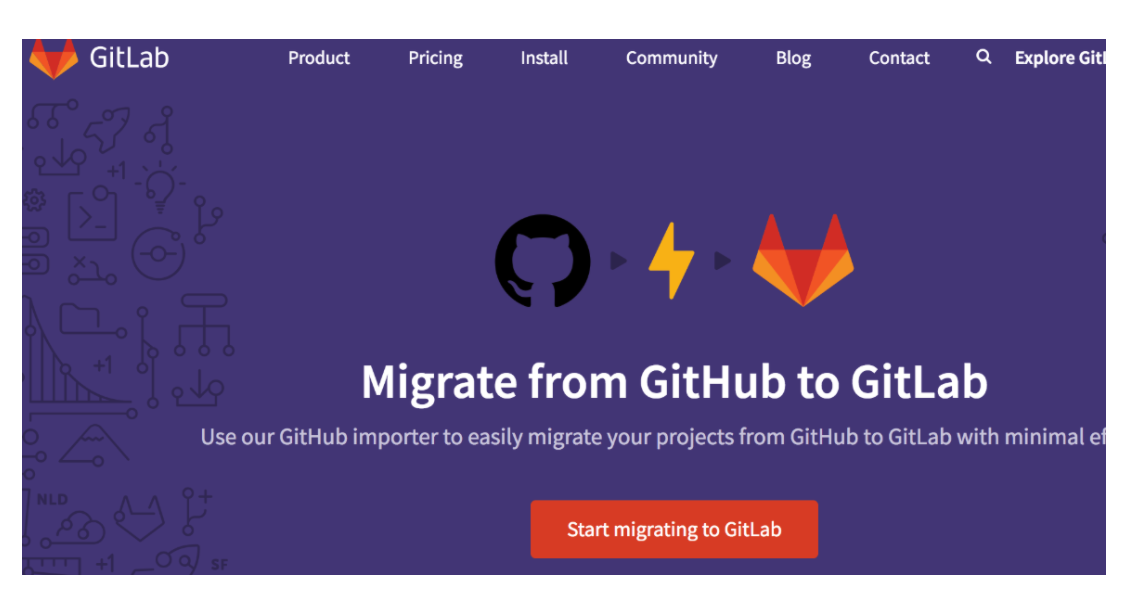 GitLab Product Pricing Install Community Blog Contact Explore Git
+1
Migrate from GitHub to GitLab
+1
Use our GitHub importer to easily migrate your projects from GitHub to GitLab with minimal ef
NLD
Start migrating to GitLab
+1 SF